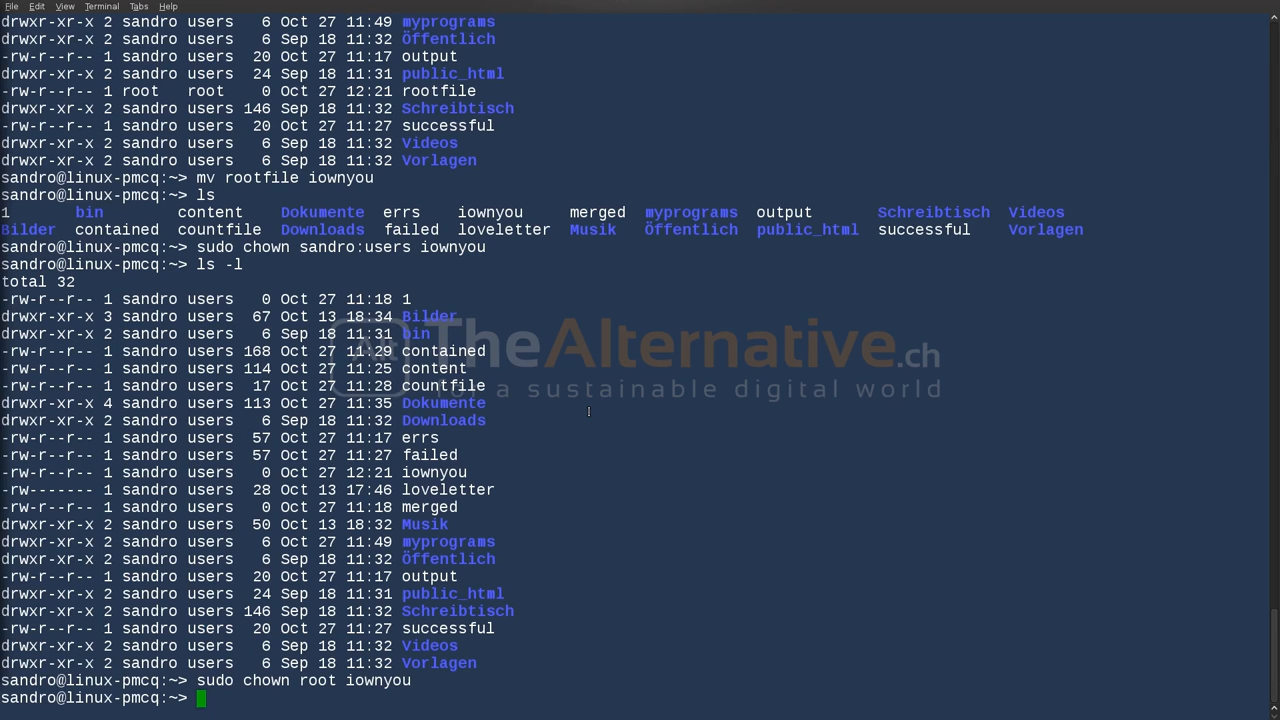 File Edit View Terminal Tabs Help
drwxr-xr-x 2 sandro users   6 Oct 27 11:49 myprograms
drwxr-xr-x 2 sandro users   6 Sep 18 11:32 Öffentlich
-rw-r--r-- 1 sandro users  20 Oct 27 11:17 output
drwxr-xr-x 2 sandro users  24 Sep 18 11:31 public_html
-rw-r--r-- 1 root   root    0 Oct 27 12:21 rootfile
drwxr-xr-x 2 sandro users 146 Sep 18 11:32 Schreibtisch
-rw-r--r-- 1 sandro users  20 Oct 27 11:27 successful
drwxr-xr-x 2 sandro users   6 Sep 18 11:32 Videos
drwxr-xr-x 2 sandro users   6 Sep 18 11:32 Vorlagen
sandro@linux-pmcq:~> mv rootfile iownyou
sandro@linux-pmcq:~> ls
1       bin        content    Dokumente  errs    iownyou     merged  myprograms  output       Schreibtisch  Videos
Bilder  contained  countfile  Downloads  failed  loveletter  Musik   Öffentlich  public_html  successful    Vorlagen
sandro@linux-pmcq:~> sudo chown sandro:users iownyou
sandro@linux-pmcq:~> ls -l
total 32
-rw-r--r-- 1 sandro users   0 Oct 27 11:18 1
drwxr-xr-x 3 sandro users  67 Oct 13 18:34 Bilder
drwxr-xr-x 2 sandro users   6 Sep 18 11:31 bin
-rw-r--r-- 1 sandro users 168 Oct 27 11:29 contained
-rw-r--r-- 1 sandro users 114 Oct 27 11:25 content
-rw-r--r-- 1 sandro users  17 Oct 27 11:28 countfile
drwxr-xr-x 4 sandro users 113 Oct 27 11:35 Dokumente
drwxr-xr-x 2 sandro users   6 Sep 18 11:32 Downloads
-rw-r--r-- 1 sandro users  57 Oct 27 11:17 errs
-rw-r--r-- 1 sandro users  57 Oct 27 11:27 failed
-rw-r--r-- 1 sandro users   0 Oct 27 12:21 iownyou
-rw------- 1 sandro users  28 Oct 13 17:46 loveletter
-rw-r--r-- 1 sandro users   0 Oct 27 11:18 merged
drwxr-xr-x 2 sandro users  50 Oct 13 18:32 Musik
drwxr-xr-x 2 sandro users   6 Oct 27 11:49 myprograms
drwxr-xr-x 2 sandro users   6 Sep 18 11:32 Öffentlich
-rw-r--r-- 1 sandro users  20 Oct 27 11:17 output
drwxr-xr-x 2 sandro users  24 Sep 18 11:31 public_html
drwxr-xr-x 2 sandro users 146 Sep 18 11:32 Schreibtisch
-rw-r--r-- 1 sandro users  20 Oct 27 11:27 successful
drwxr-xr-x 2 sandro users   6 Sep 18 11:32 Videos
drwxr-xr-x 2 sandro users   6 Sep 18 11:32 Vorlagen
sandro@linux-pmcq:~> sudo chown root iownyou
sandro@linux-pmcq:~>
Alt TheAlternative.ch
for a sustainable digital world